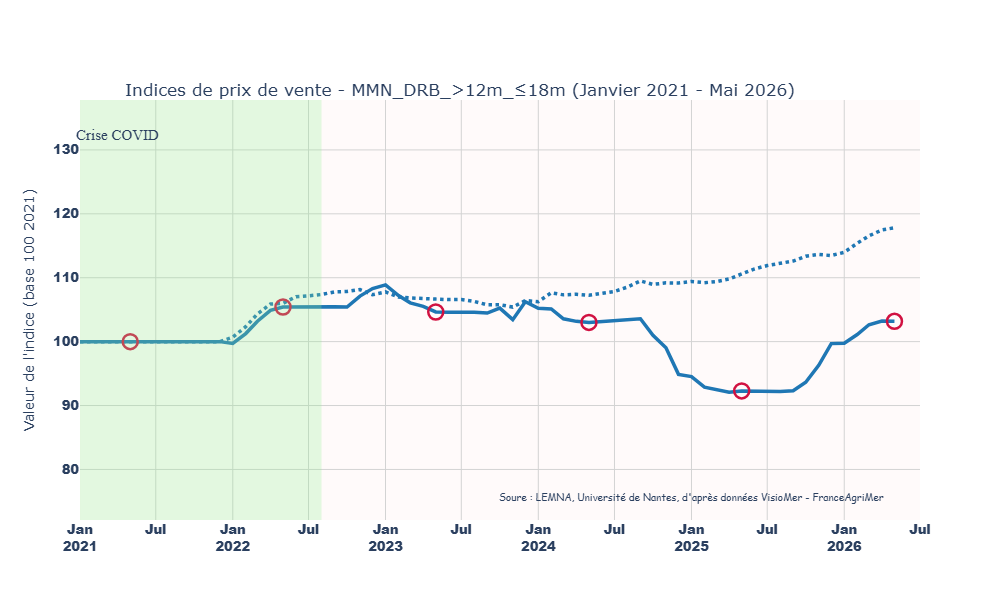 Indices de prix de vente - MMN_DRB_>12m_≤18m (Janvier 2021 - Mai 2026)
Crise COVID
Valeur de l'indice (base 100 2021)
130
120
110
100
90
80
Soure : LEMNA, Université de Nantes, d'après données VisioMer - FranceAgriMer
Jan Jul Jan Jul Jan Jul Jan Jul Jan Jul Jan Jul
2021 2022 2023 2024 2025 2026